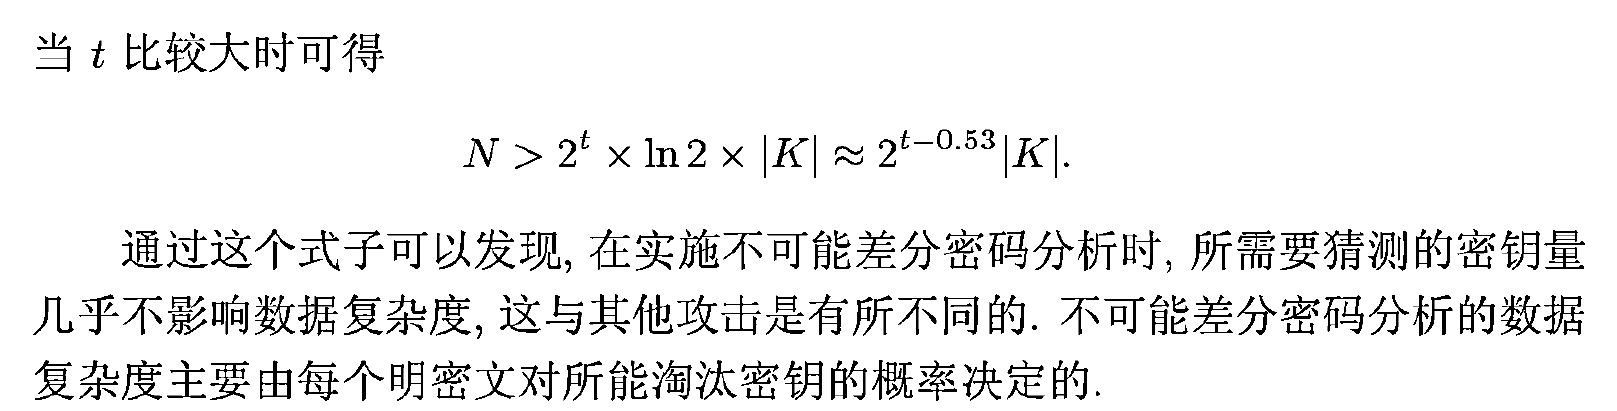 当 t 比较大时可得
N > 2^t × ln 2 × |K| ≈ 2^{t−0.53}|K|.
通过这个式子可以发现, 在实施不可能差分密码分析时, 所需要猜测的密钥量
几乎不影响数据复杂度, 这与其他攻击是有所不同的. 不可能差分密码分析的数据
复杂度主要由每个明密文对所能淘汰密钥的概率决定的.